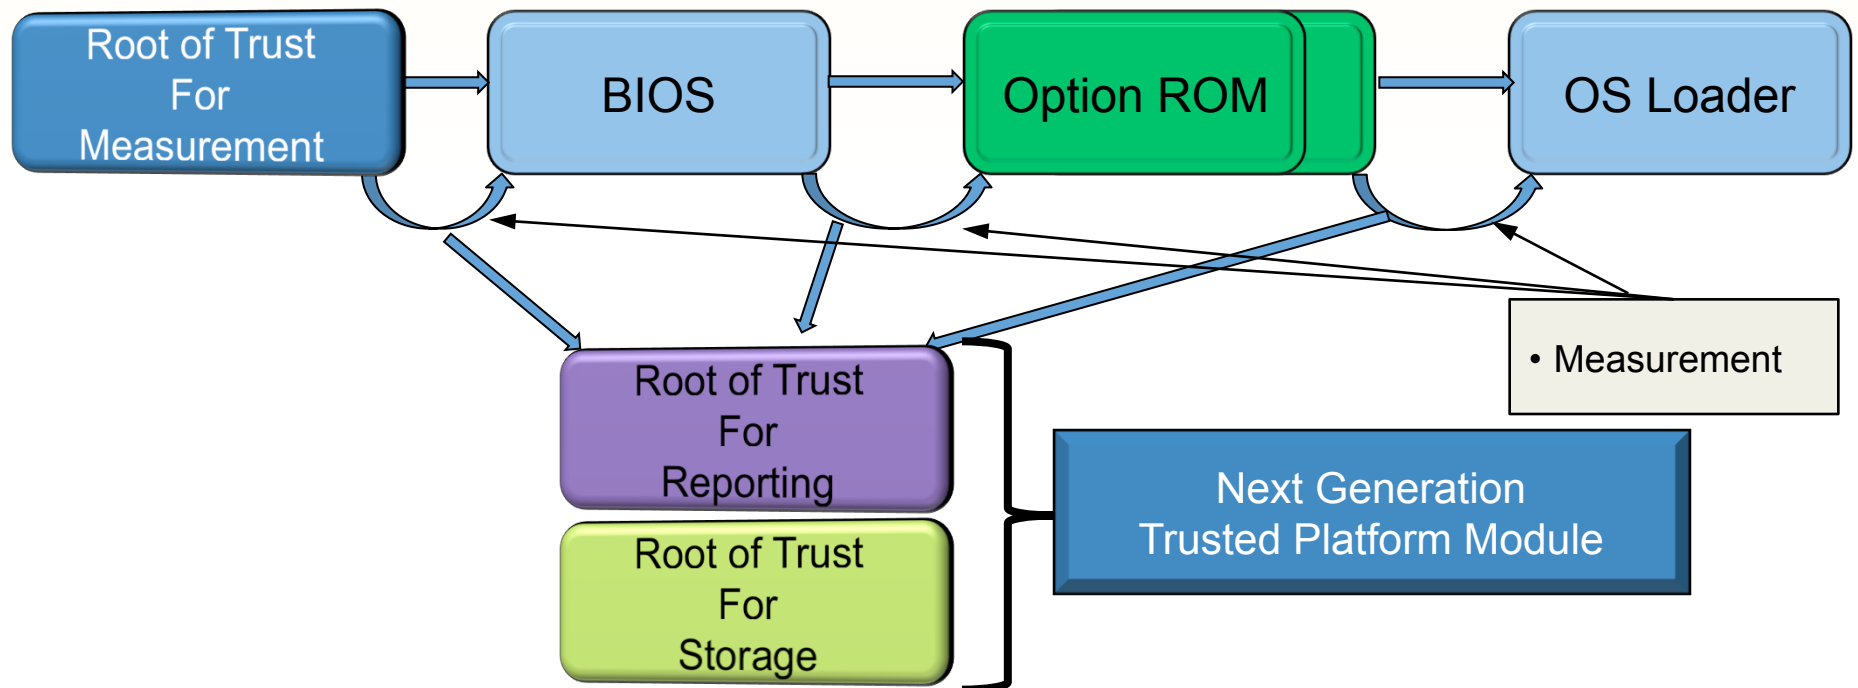 Root of Trust
For
Measurement
BIOS
Option ROM
OS Loader
• Measurement
Root of Trust
For
Reporting
Next Generation
Trusted Platform Module
Root of Trust
For
Storage